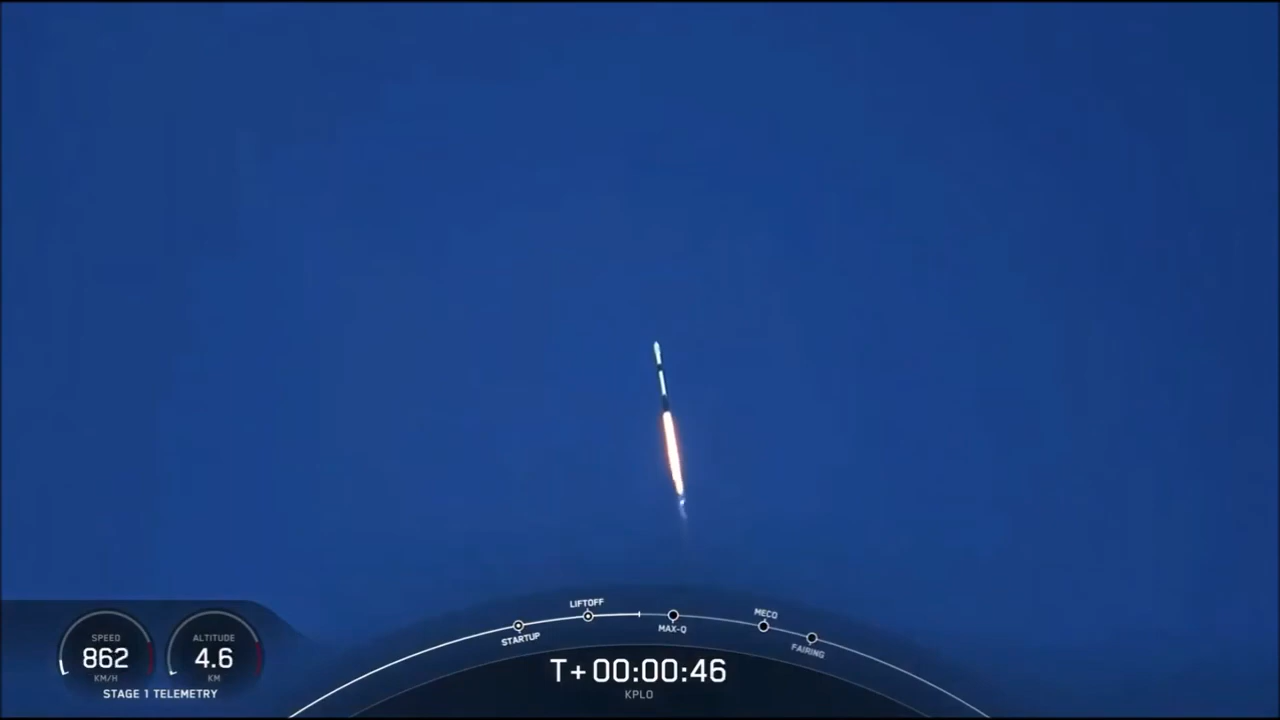 LIFTOFF
MECO
STARTUP
MAX-Q
FAIRING
SPEED
862
KM/H
ALTITUDE
4.6
KM
STAGE 1 TELEMETRY
T+00:00:46
KPLO